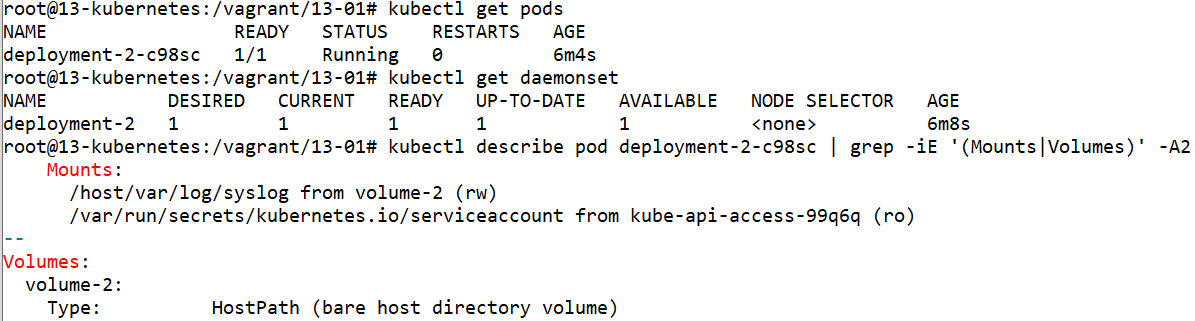 root@13-kubernetes:/vagrant/13-01# kubectl get pods
NAME                 READY   STATUS    RESTARTS   AGE
deployment-2-c98sc   1/1     Running   0          6m4s
root@13-kubernetes:/vagrant/13-01# kubectl get daemonset
NAME           DESIRED   CURRENT   READY   UP-TO-DATE   AVAILABLE   NODE SELECTOR   AGE
deployment-2   1         1         1       1            1           <none>          6m8s
root@13-kubernetes:/vagrant/13-01# kubectl describe pod deployment-2-c98sc | grep -iE '(Mounts|Volumes)' -A2
    Mounts:
      /host/var/log/syslog from volume-2 (rw)
      /var/run/secrets/kubernetes.io/serviceaccount from kube-api-access-99q6q (ro)
--
Volumes:
  volume-2:
    Type:          HostPath (bare host directory volume)